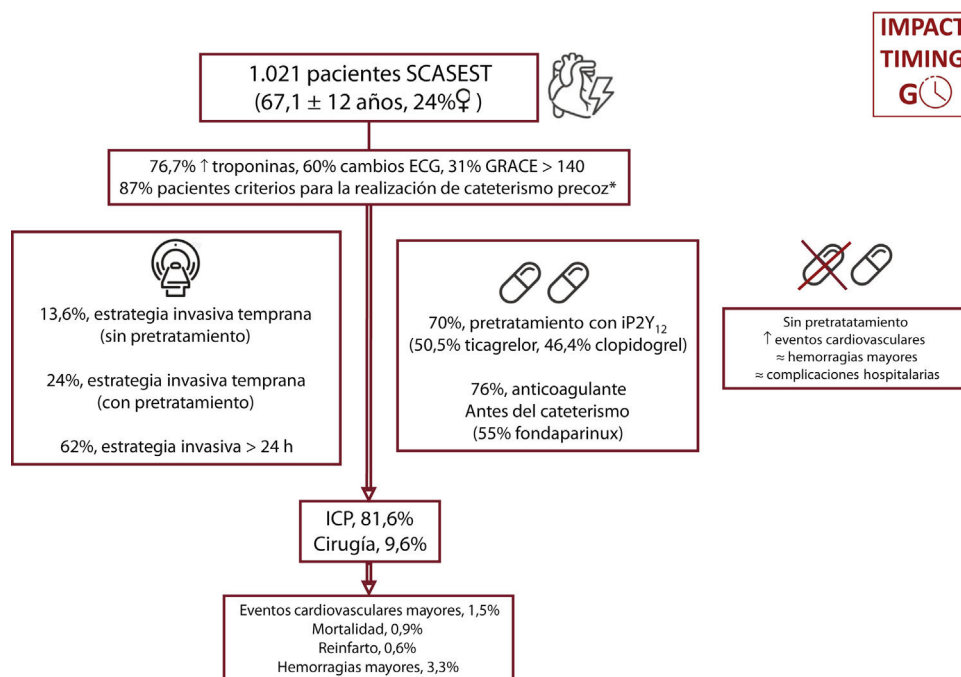 IMPACT
TIMING
GO
1.021 pacientes SCASEST
(67,1 ± 12 años, 24%♀)
76,7% ↑ troponinas, 60% cambios ECG, 31% GRACE > 140
87% pacientes criterios para la realización de cateterismo precoz*
13,6%, estrategia invasiva temprana
(sin pretratamiento)
24%, estrategia invasiva temprana
(con pretratamiento)
62%, estrategia invasiva > 24 h
70%, pretratamiento con iP2Y₁₂
(50,5% ticagrelor, 46,4% clopidogrel)
76%, anticoagulante
Antes del cateterismo
(55% fondaparinux)
Sin pretratatamiento
↑ eventos cardiovasculares
≈ hemorragias mayores
≈ complicaciones hospitalarias
ICP, 81,6%
Cirugía, 9,6%
Eventos cardiovasculares mayores, 1,5%
Mortalidad, 0,9%
Reinfarto, 0,6%
Hemorragias mayores, 3,3%